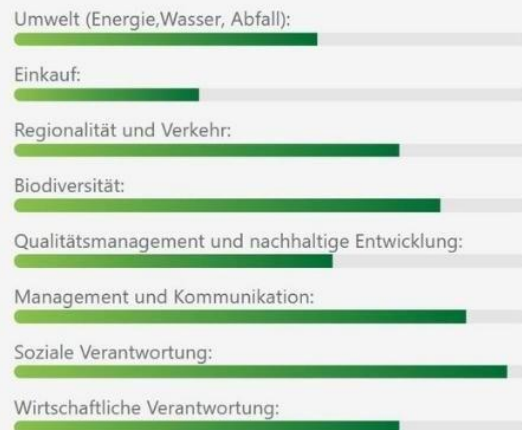 Umwelt (Energie,Wasser, Abfall):
Einkauf:
Regionalität und Verkehr:
Biodiversität:
Qualitätsmanagement und nachhaltige Entwicklung:
Management und Kommunikation:
Soziale Verantwortung:
Wirtschaftliche Verantwortung: